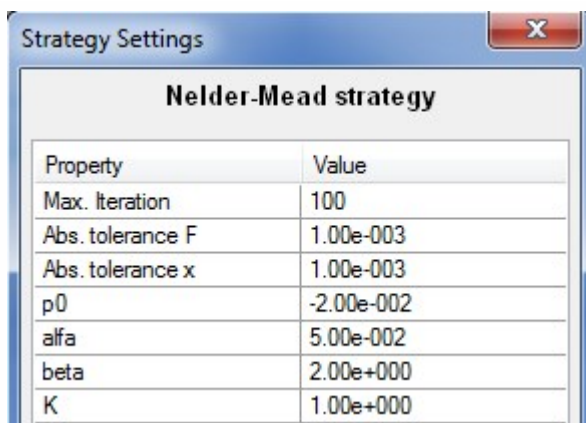 Strategy Settings
Nelder-Mead strategy
Property Value
Max. Iteration 100
Abs. tolerance F 1.00e-003
Abs. tolerance x 1.00e-003
p0 -2.00e-002
alfa 5.00e-002
beta 2.00e+000
K 1.00e+000